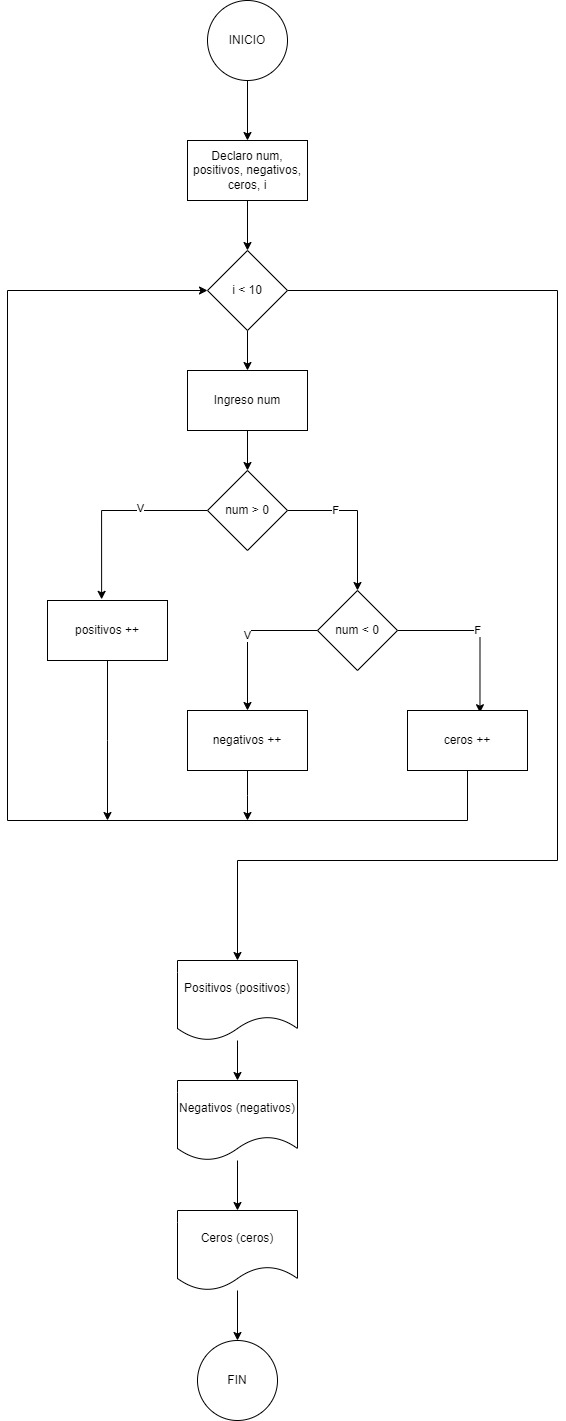 INICIO
Declaro num,
positivos, negativos,
ceros, i
i < 10
Ingreso num
num > 0
V
F
positivos ++
num < 0
V
F
negativos ++
ceros ++
Positivos (positivos)
Negativos (negativos)
Ceros (ceros)
FIN